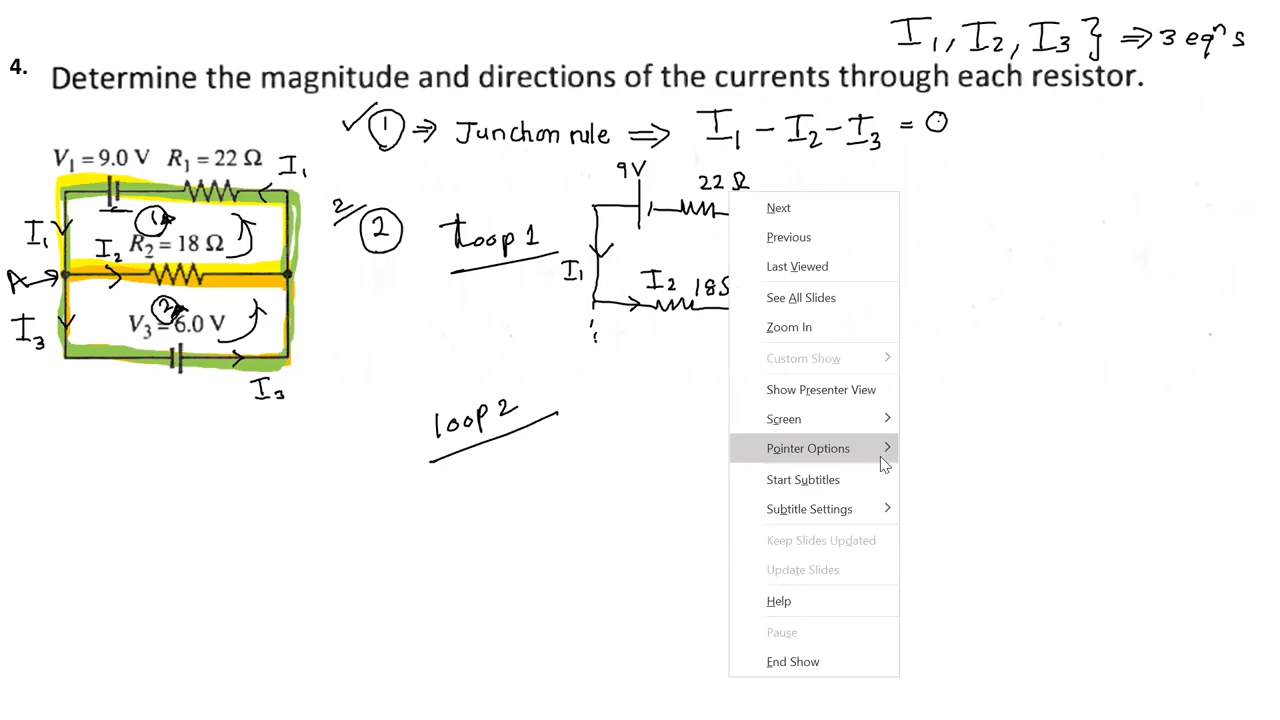 I₁, I₂, I₃ } ⇒ 3 eqⁿs
4. Determine the magnitude and directions of the currents through each resistor.
✓ ① ⇒ Junction rule ⇒ I₁ - I₂ - I₃ = 0
V₁ = 9.0 V R₁ = 22 Ω I₁
1
I₁ I₂ R₂ = 18 Ω
A
2
I₃ V₃ = 6.0 V
I₃
2 ② Loop 1
9V
22 Ω
I₁ I₂ 18Ω
loop 2
Next
Previous
Last Viewed
See All Slides
Zoom In
Custom Show
Show Presenter View
Screen
Pointer Options
Start Subtitles
Subtitle Settings
Keep Slides Updated
Update Slides
Help
Pause
End Show